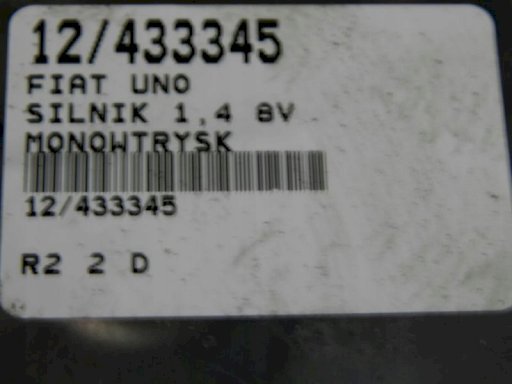 12/433345
FIAT UNO
SILNIK 1,4 8V
MONOWTRYSK
12/433345
R2 2 D